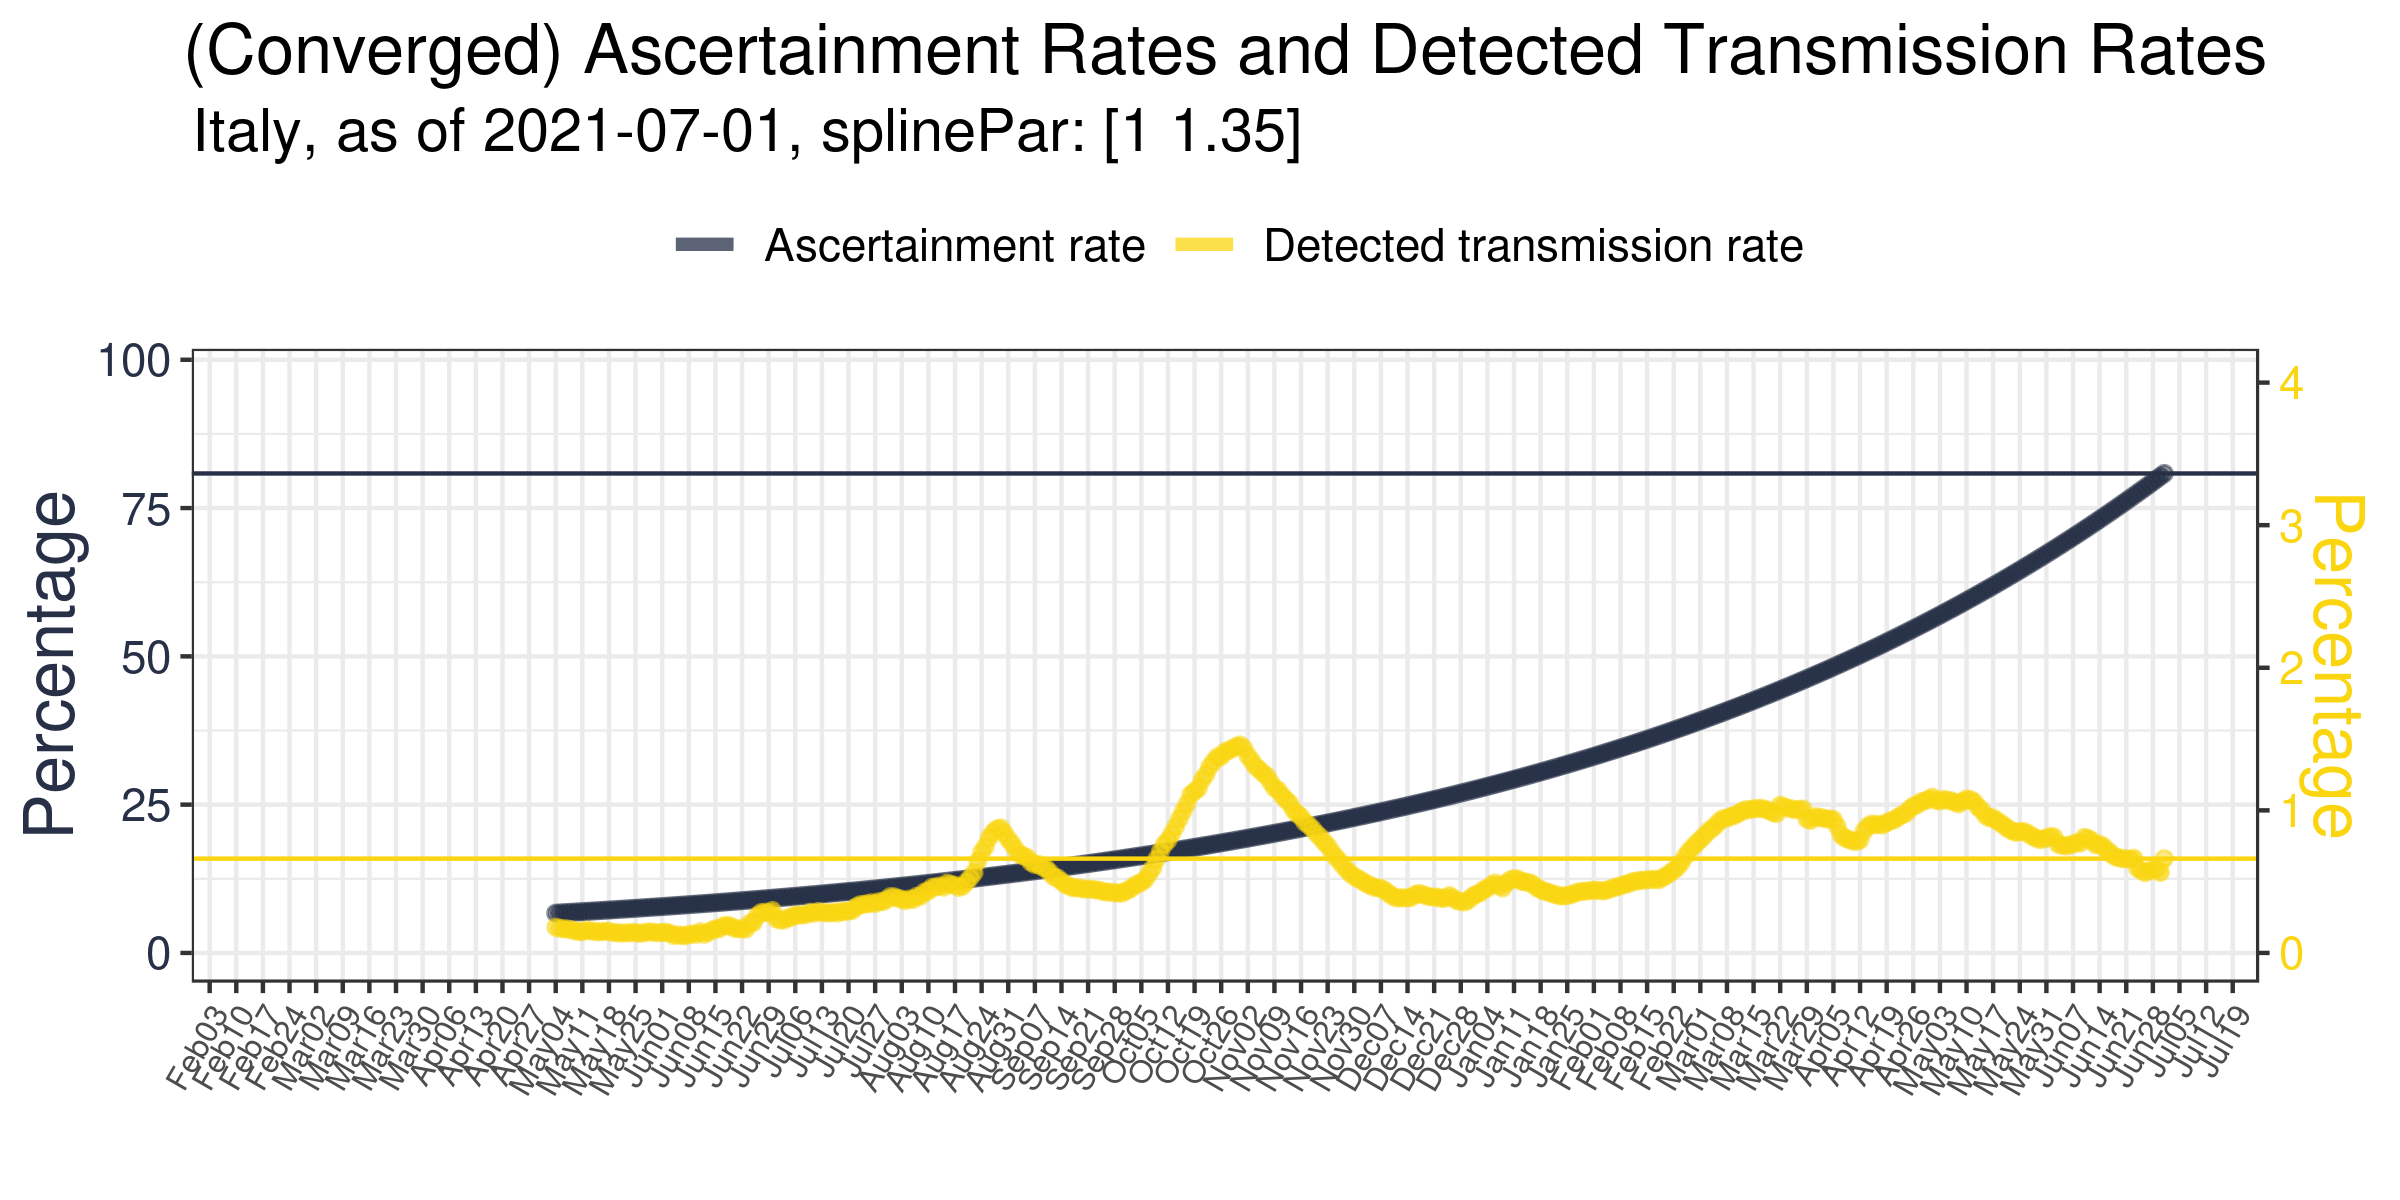 (Converged) Ascertainment Rates and Detected Transmission Rates
Italy, as of 2021-07-01, splinePar: [1 1.35]
Ascertainment rate
Detected transmission rate
Percentage
100
75
50
25
0
4
3
2
1
0
Percentage
Feb03
Feb10
Feb17
Feb24
Mar02
Mar09
Mar16
Mar23
Mar30
Apr06
Apr13
Apr20
Apr27
May04
May11
May18
May25
Jun01
Jun08
Jun15
Jun22
Jun29
Jul06
Jul13
Jul20
Jul27
Aug03
Aug10
Aug17
Aug24
Aug31
Sep07
Sep14
Sep21
Sep28
Oct05
Oct12
Oct19
Oct26
Nov02
Nov09
Nov16
Nov23
Nov30
Dec07
Dec14
Dec21
Dec28
Jan04
Jan11
Jan18
Jan25
Feb01
Feb08
Feb15
Feb22
Mar01
Mar08
Mar15
Mar22
Mar29
Apr05
Apr12
Apr19
Apr26
May03
May10
May17
May24
May31
Jun07
Jun14
Jun21
Jun28
Jul05
Jul12
Jul19